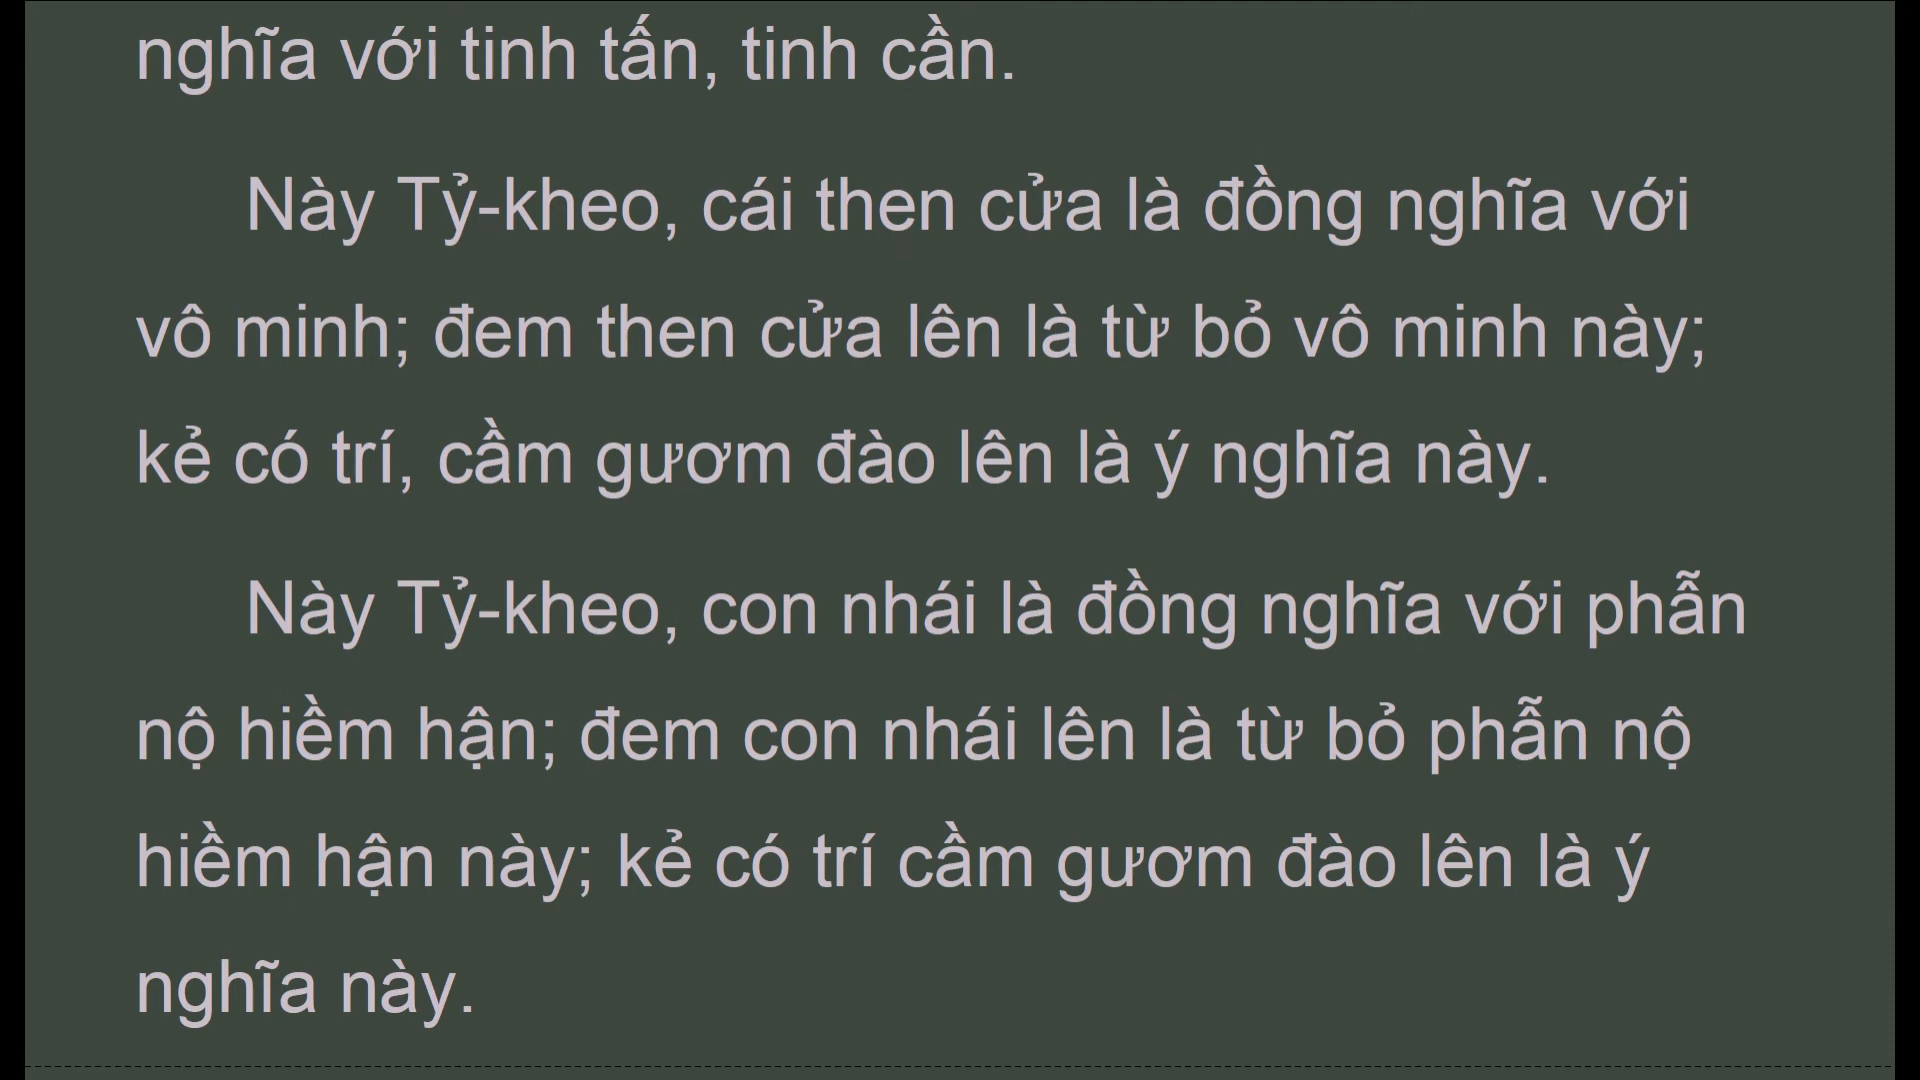 nghĩa với tinh tấn, tinh cần.
Này Tỷ-kheo, cái then cửa là đồng nghĩa với
vô minh; đem then cửa lên là từ bỏ vô minh này;
kẻ có trí, cầm gươm đào lên là ý nghĩa này.
Này Tỷ-kheo, con nhái là đồng nghĩa với phẫn
nộ hiềm hận; đem con nhái lên là từ bỏ phẫn nộ
hiềm hận này; kẻ có trí cầm gươm đào lên là ý
nghĩa này.